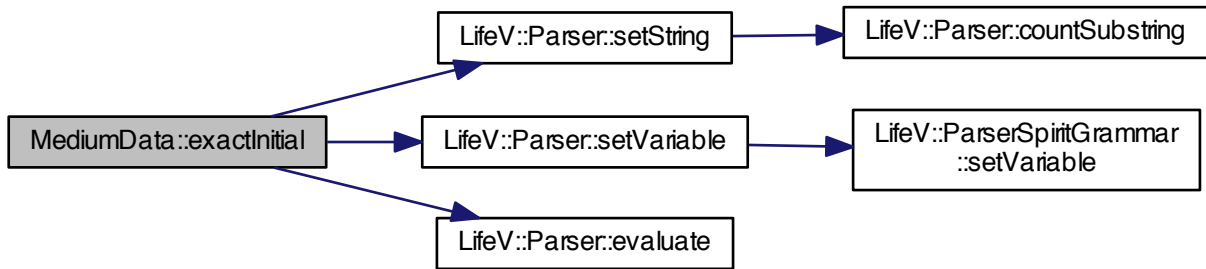 MediumData::exactInitial
LifeV::Parser::setString
LifeV::Parser::countSubstring
LifeV::Parser::setVariable
LifeV::ParserSpiritGrammar
::setVariable
LifeV::Parser::evaluate